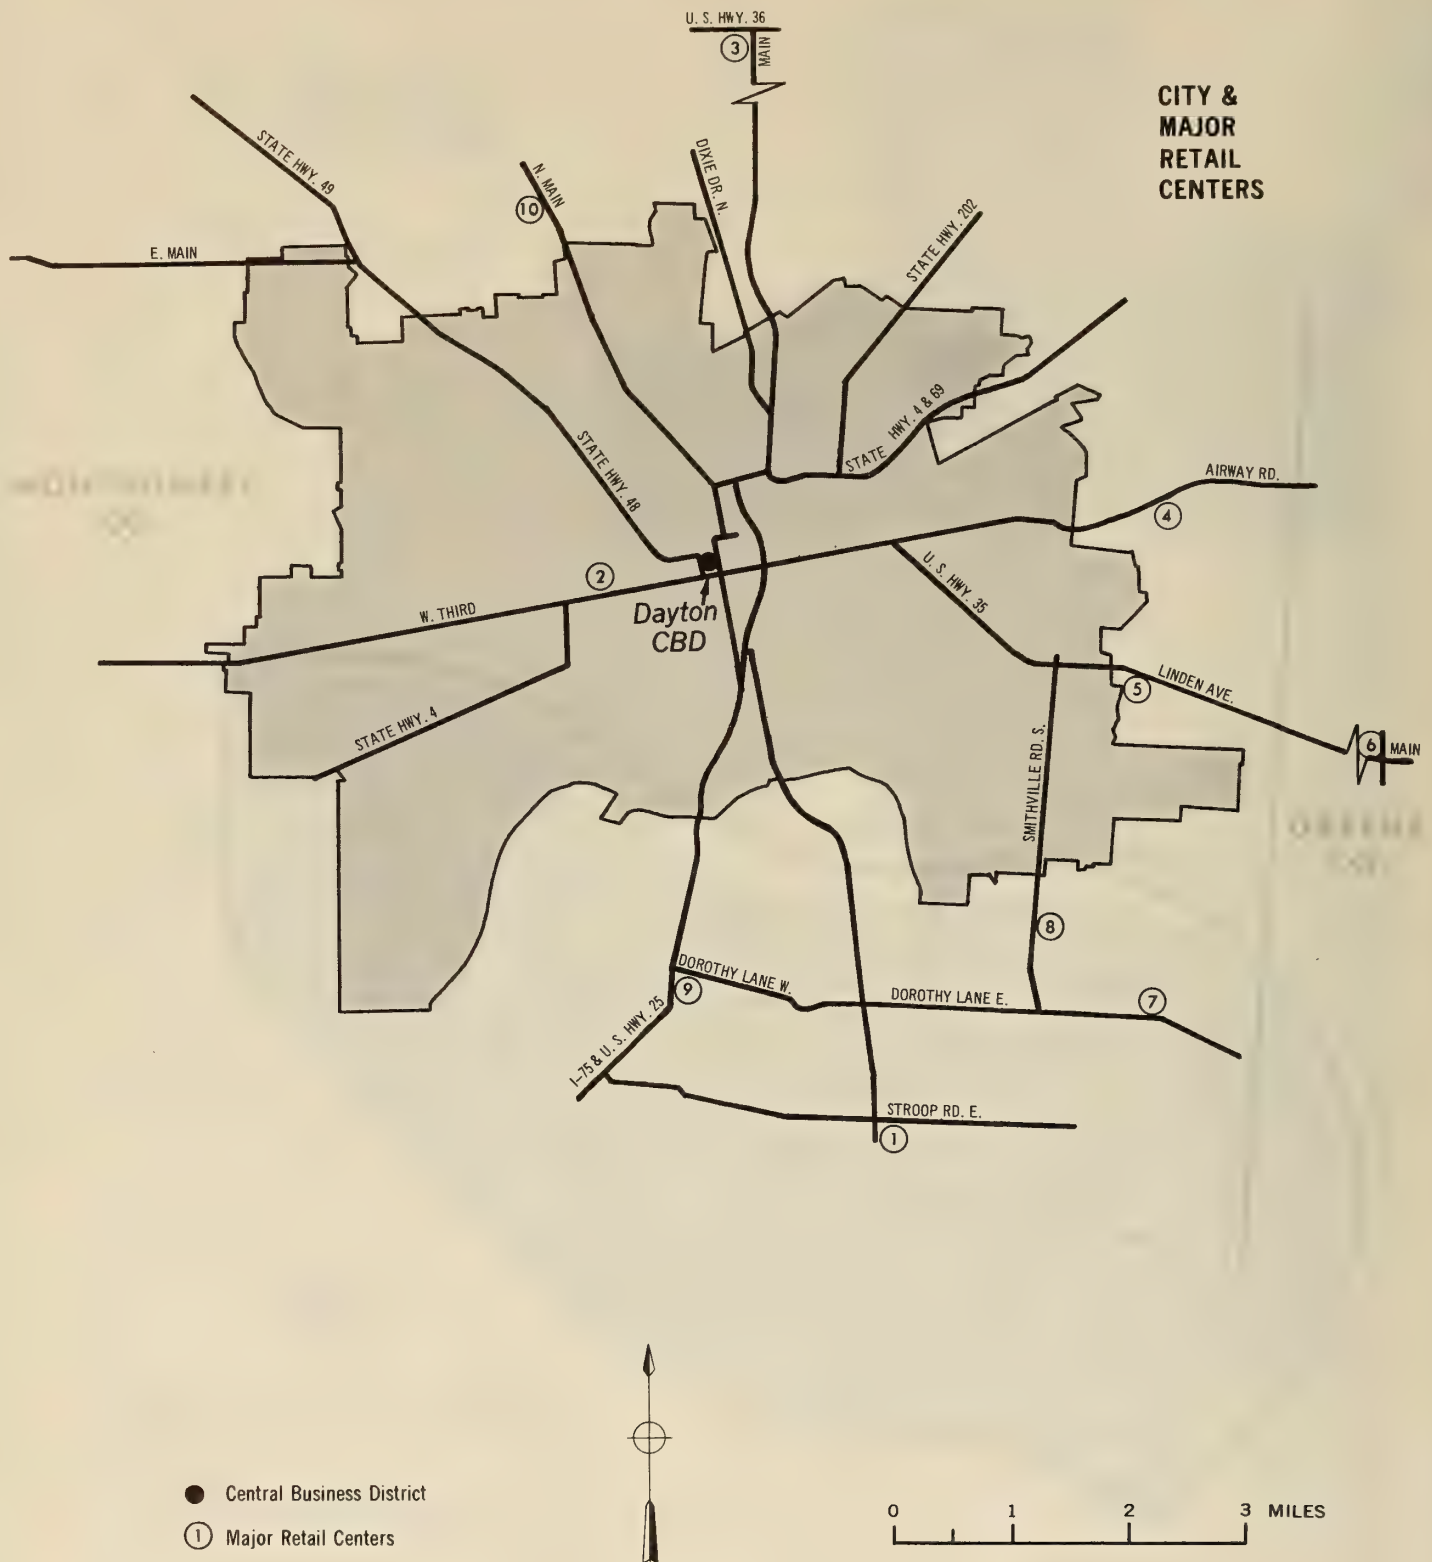 U. S. HWY. 36
3
MAIN
CITY &
MAJOR
RETAIL
CENTERS
STATE HWY. 49
N. MAIN
10
DIXIE DR. N.
STATE HWY. 202
E. MAIN
STATE HWY. 4 & 69
STATE HWY. 48
AIRWAY RD.
4
2
U. S. HWY. 35
W. THIRD
Dayton
CBD
5
LINDEN AVE.
STATE HWY. 4
6
MAIN
SMITHVILLE RD. S.
8
DOROTHY LANE W.
9
DOROTHY LANE E.
7
I-75 & U. S. HWY. 25
STROOP RD. E.
1
Central Business District
1 Major Retail Centers
0 1 2 3 MILES